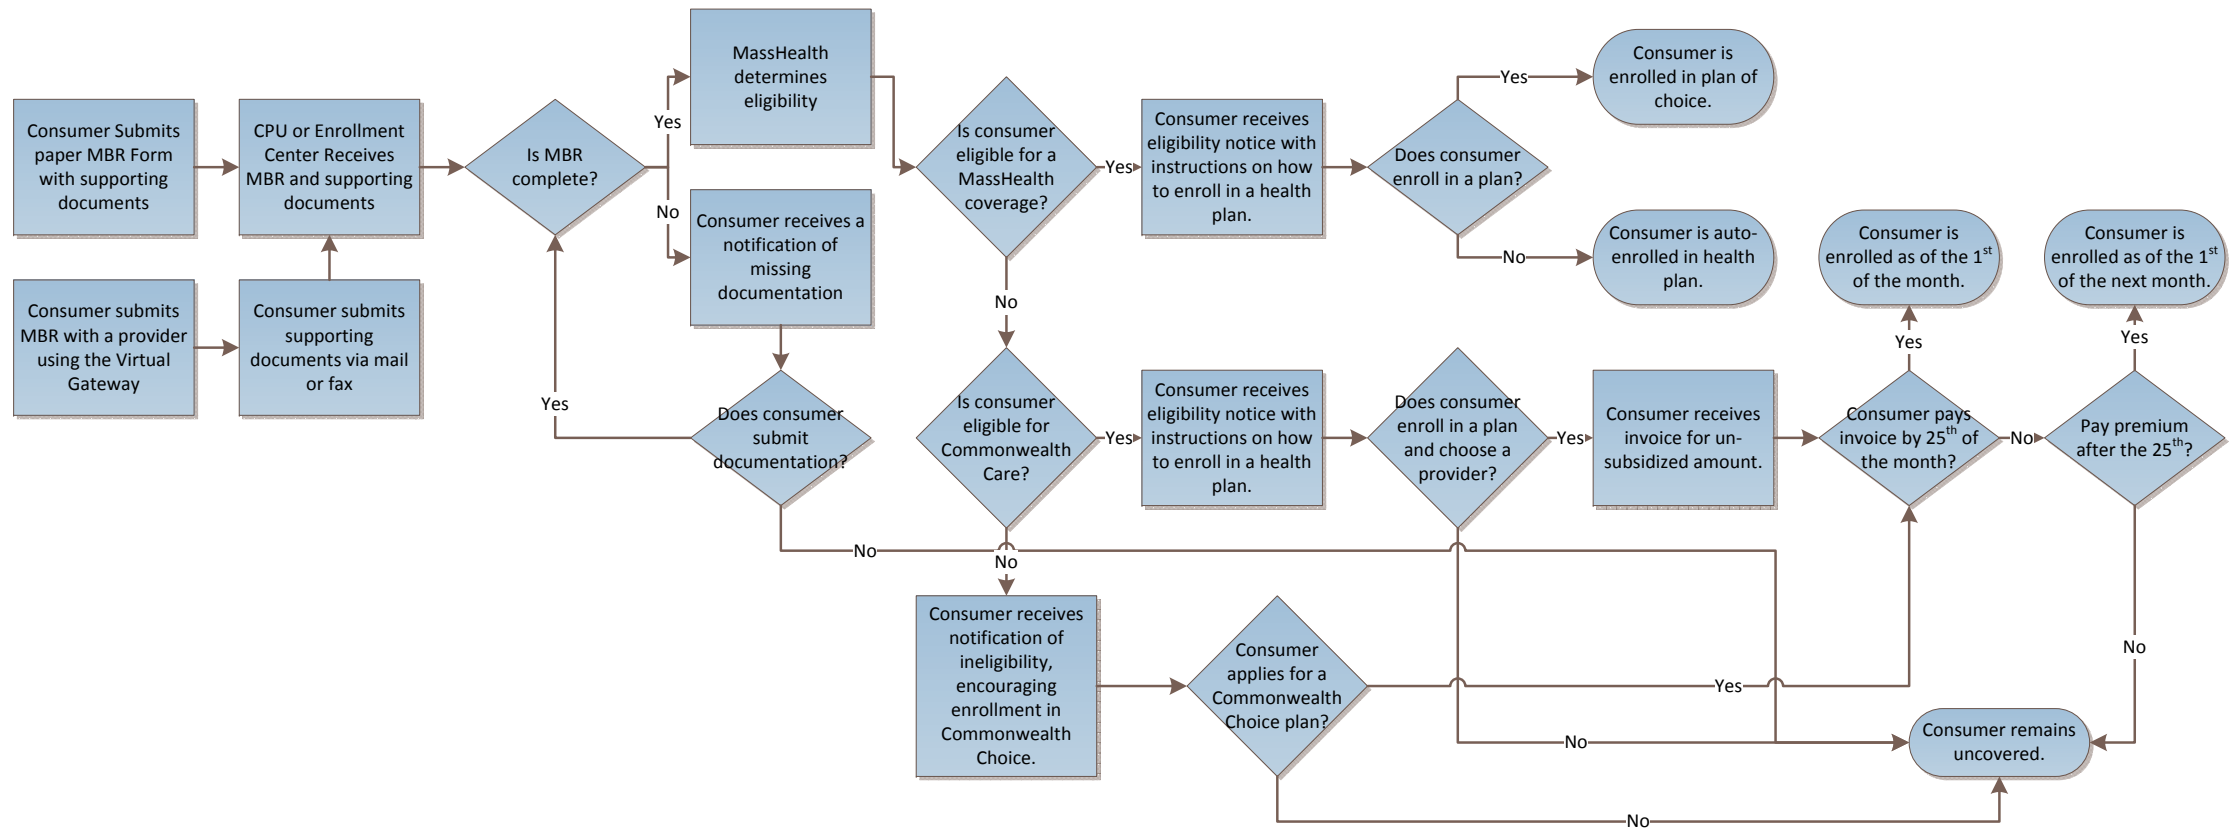 Consumer Submits
paper MBR Form
with supporting
documents
CPU or Enrollment
Center Receives
MBR and supporting
documents
Consumer submits
MBR with a provider
using the Virtual
Gateway
Consumer submits
supporting
documents via mail
or fax
Is MBR
complete?
Yes
No
MassHealth
determines
eligibility
Consumer receives a
notification of
missing
documentation
Does consumer
submit
documentation?
Yes
No
Is consumer
eligible for a
MassHealth
coverage?
Yes
No
Consumer receives
eligibility notice with
instructions on how
to enroll in a health
plan.
Does consumer
enroll in a plan?
Yes
No
Consumer is
enrolled in plan of
choice.
Consumer is auto-
enrolled in health
plan.
Is consumer
eligible for
Commonwealth
Care?
Yes
No
Consumer receives
eligibility notice with
instructions on how
to enroll in a health
plan.
Does consumer
enroll in a plan
and choose a
provider?
Yes
No
Consumer receives
invoice for un-
subsidized amount.
Consumer pays
invoice by 25th of
the month?
Yes
No
Consumer is
enrolled as of the 1st
of the month.
Pay premium
after the 25th?
Yes
No
Consumer is
enrolled as of the 1st
of the next month.
Consumer receives
notification of
ineligibility,
encouraging
enrollment in
Commonwealth
Choice.
Consumer
applies for a
Commonwealth
Choice plan?
Yes
No
Consumer remains
uncovered.